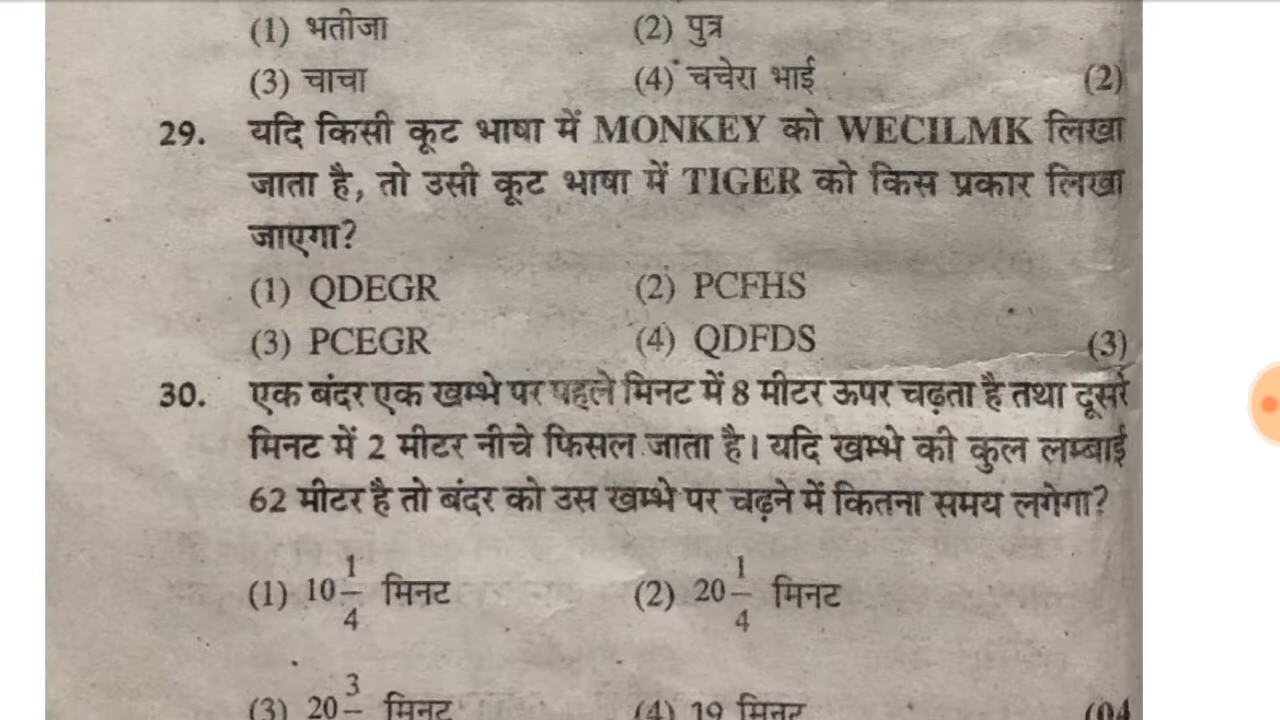 (1) भतीजा (2) पुत्र
(3) चाचा (4) चचेरा भाई (2)
29. यदि किसी कूट भाषा में MONKEY को WECILMK लिखा
जाता है, तो उसी कूट भाषा में TIGER को किस प्रकार लिखा
जाएगा?
(1) QDEGR (2) PCFHS
(3) PCEGR (4) QDFDS (3)
30. एक बंदर एक खम्भे पर पहले मिनट में 8 मीटर ऊपर चढ़ता है तथा दूसरे
मिनट में 2 मीटर नीचे फिसल जाता है। यदि खम्भे की कुल लम्बाई
62 मीटर है तो बंदर को उस खम्भे पर चढ़ने में कितना समय लगेगा?
(1) 10 1/4 मिनट (2) 20 1/4 मिनट
(3) 20 3/ मिनट (4) 19 मिनट (04